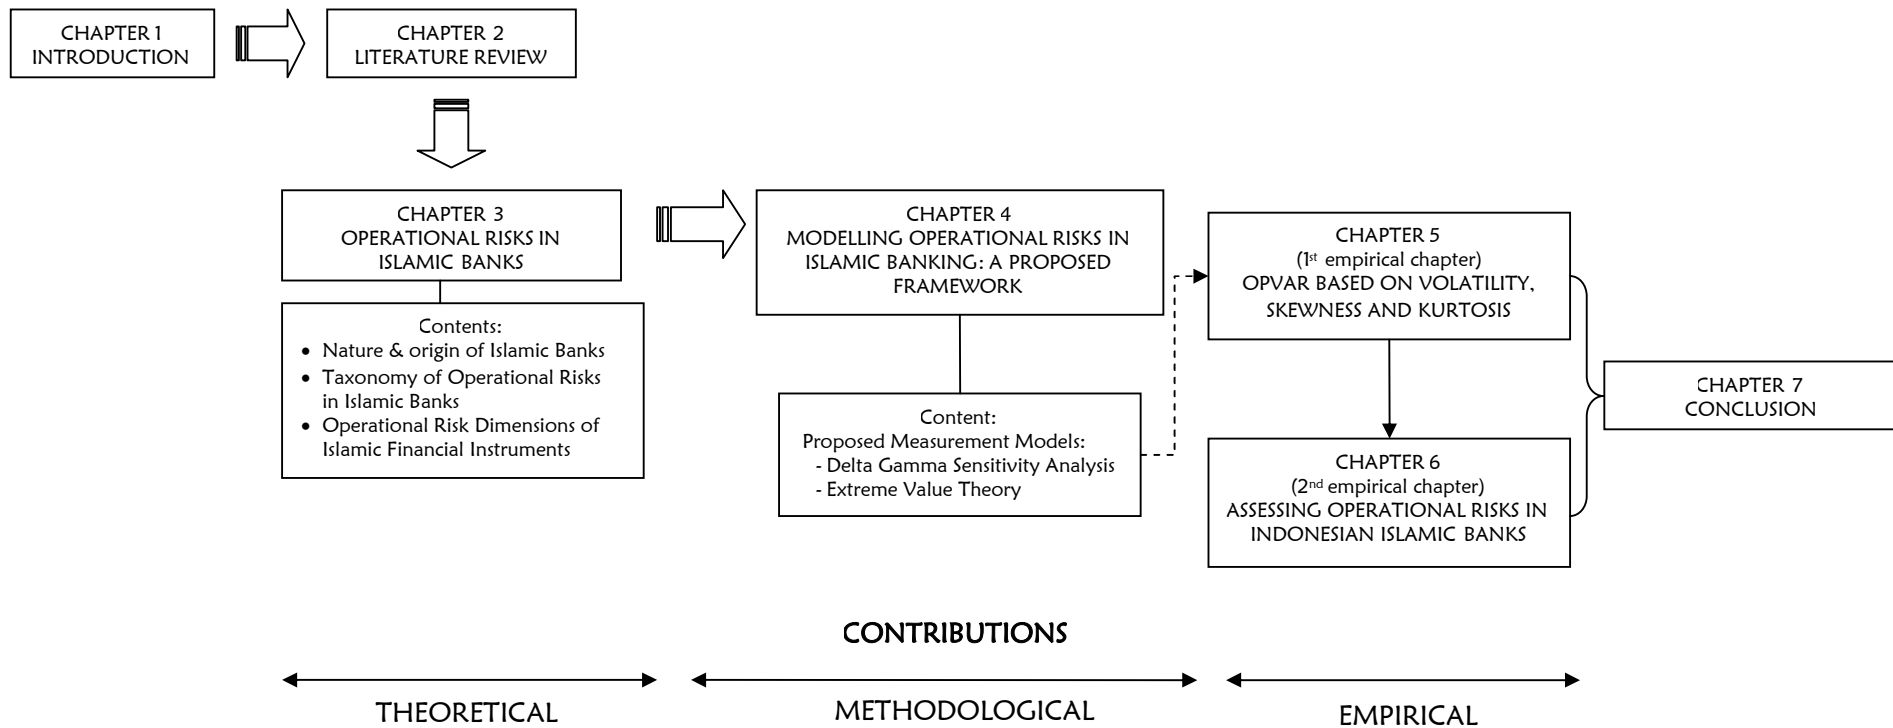 CHAPTER 1
INTRODUCTION
CHAPTER 2
LITERATURE REVIEW
CHAPTER 3
OPERATIONAL RISKS IN
ISLAMIC BANKS
Contents:
• Nature & origin of Islamic Banks
• Taxonomy of Operational Risks
in Islamic Banks
• Operational Risk Dimensions of
Islamic Financial Instruments
CHAPTER 4
MODELLING OPERATIONAL RISKS IN
ISLAMIC BANKING: A PROPOSED
FRAMEWORK
Content:
Proposed Measurement Models:
- Delta Gamma Sensitivity Analysis
- Extreme Value Theory
CHAPTER 5
(1st empirical chapter)
OPVAR BASED ON VOLATILITY,
SKEWNESS AND KURTOSIS
CHAPTER 6
(2nd empirical chapter)
ASSESSING OPERATIONAL RISKS IN
INDONESIAN ISLAMIC BANKS
CHAPTER 7
CONCLUSION
CONTRIBUTIONS
THEORETICAL
METHODOLOGICAL
EMPIRICAL